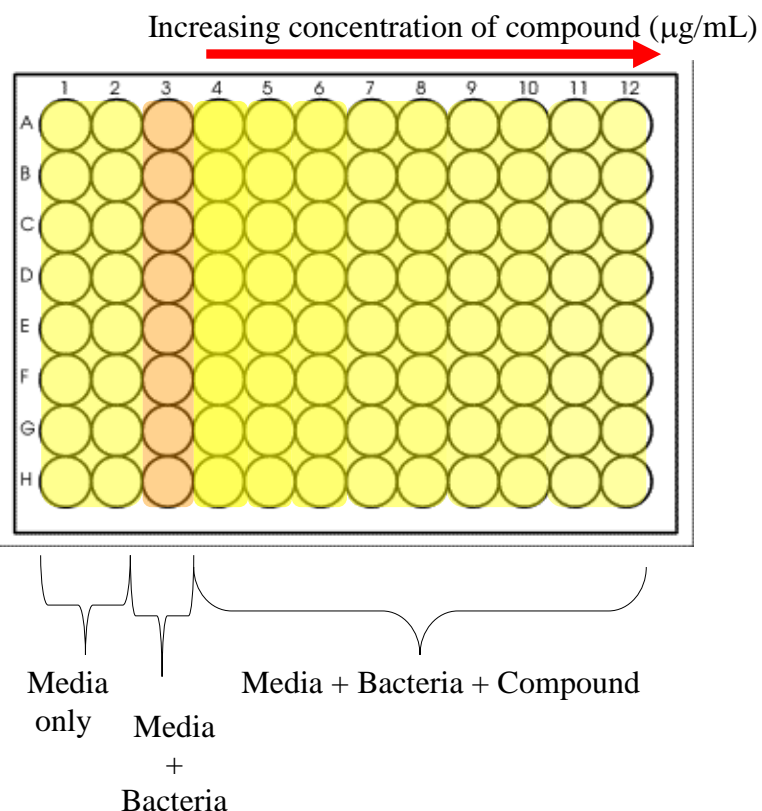 Increasing concentration of compound (μg/mL)
1 2 3 4 5 6 7 8 9 10 11 12
A
B
C
D
E
F
G
H
Media
only
Media
+
Bacteria
Media + Bacteria + Compound